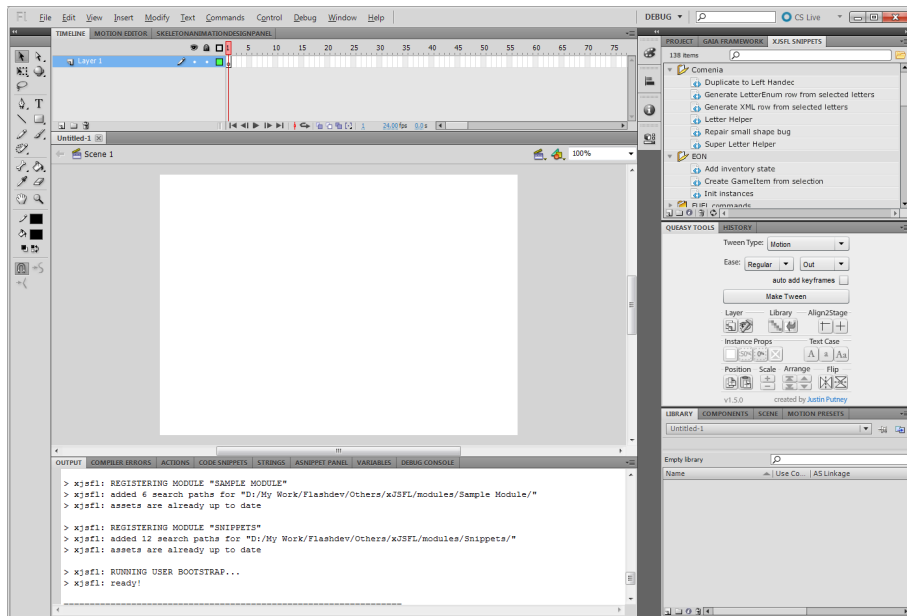 Fl File Edit View Insert Modify Text Commands Control Debug Window Help DEBUG CS Live
TIMELINE MOTION EDITOR SKELETONANIMATIONDESIGNPANEL
1 5 10 15 20 25 30 35 40 45 50 55 60 65 70 75
Layer 1
1 24.00 fps 0.0 s
Untitled-1
Scene 1 100%
OUTPUT COMPILER ERRORS ACTIONS CODE SNIPPETS STRINGS ASNIPPET PANEL VARIABLES DEBUG CONSOLE
> xjsfl: REGISTERING MODULE "SAMPLE MODULE"
> xjsfl: added 6 search paths for "D:/My Work/Flashdev/Others/xJSFL/modules/Sample Module/"
> xjsfl: assets are already up to date
> xjsfl: REGISTERING MODULE "SNIPPETS"
> xjsfl: added 12 search paths for "D:/My Work/Flashdev/Others/xJSFL/modules/Snippets/"
> xjsfl: assets are already up to date
> xjsfl: RUNNING USER BOOTSTRAP...
> xjsfl: ready!
PROJECT GAIA FRAMEWORK XJSFL SNIPPETS
138 items
Comenia
Duplicate to Left Handec
Generate LetterEnum row from selected letters
Generate XML row from selected letters
Letter Helper
Repair small shape bug
Super Letter Helper
EON
Add inventory state
Create GameItem from selection
Init instances
FUEL commands
QUEASY TOOLS HISTORY
Tween Type: Motion
Ease: Regular Out
auto add keyframes
Make Tween
Layer Library Align2Stage
Instance Props Text Case
50% 0% A a Aa
Position Scale Arrange Flip
v1.5.0 created by Justin Putney
LIBRARY COMPONENTS SCENE MOTION PRESETS
Untitled-1
Empty library
Name Use Co... AS Linkage